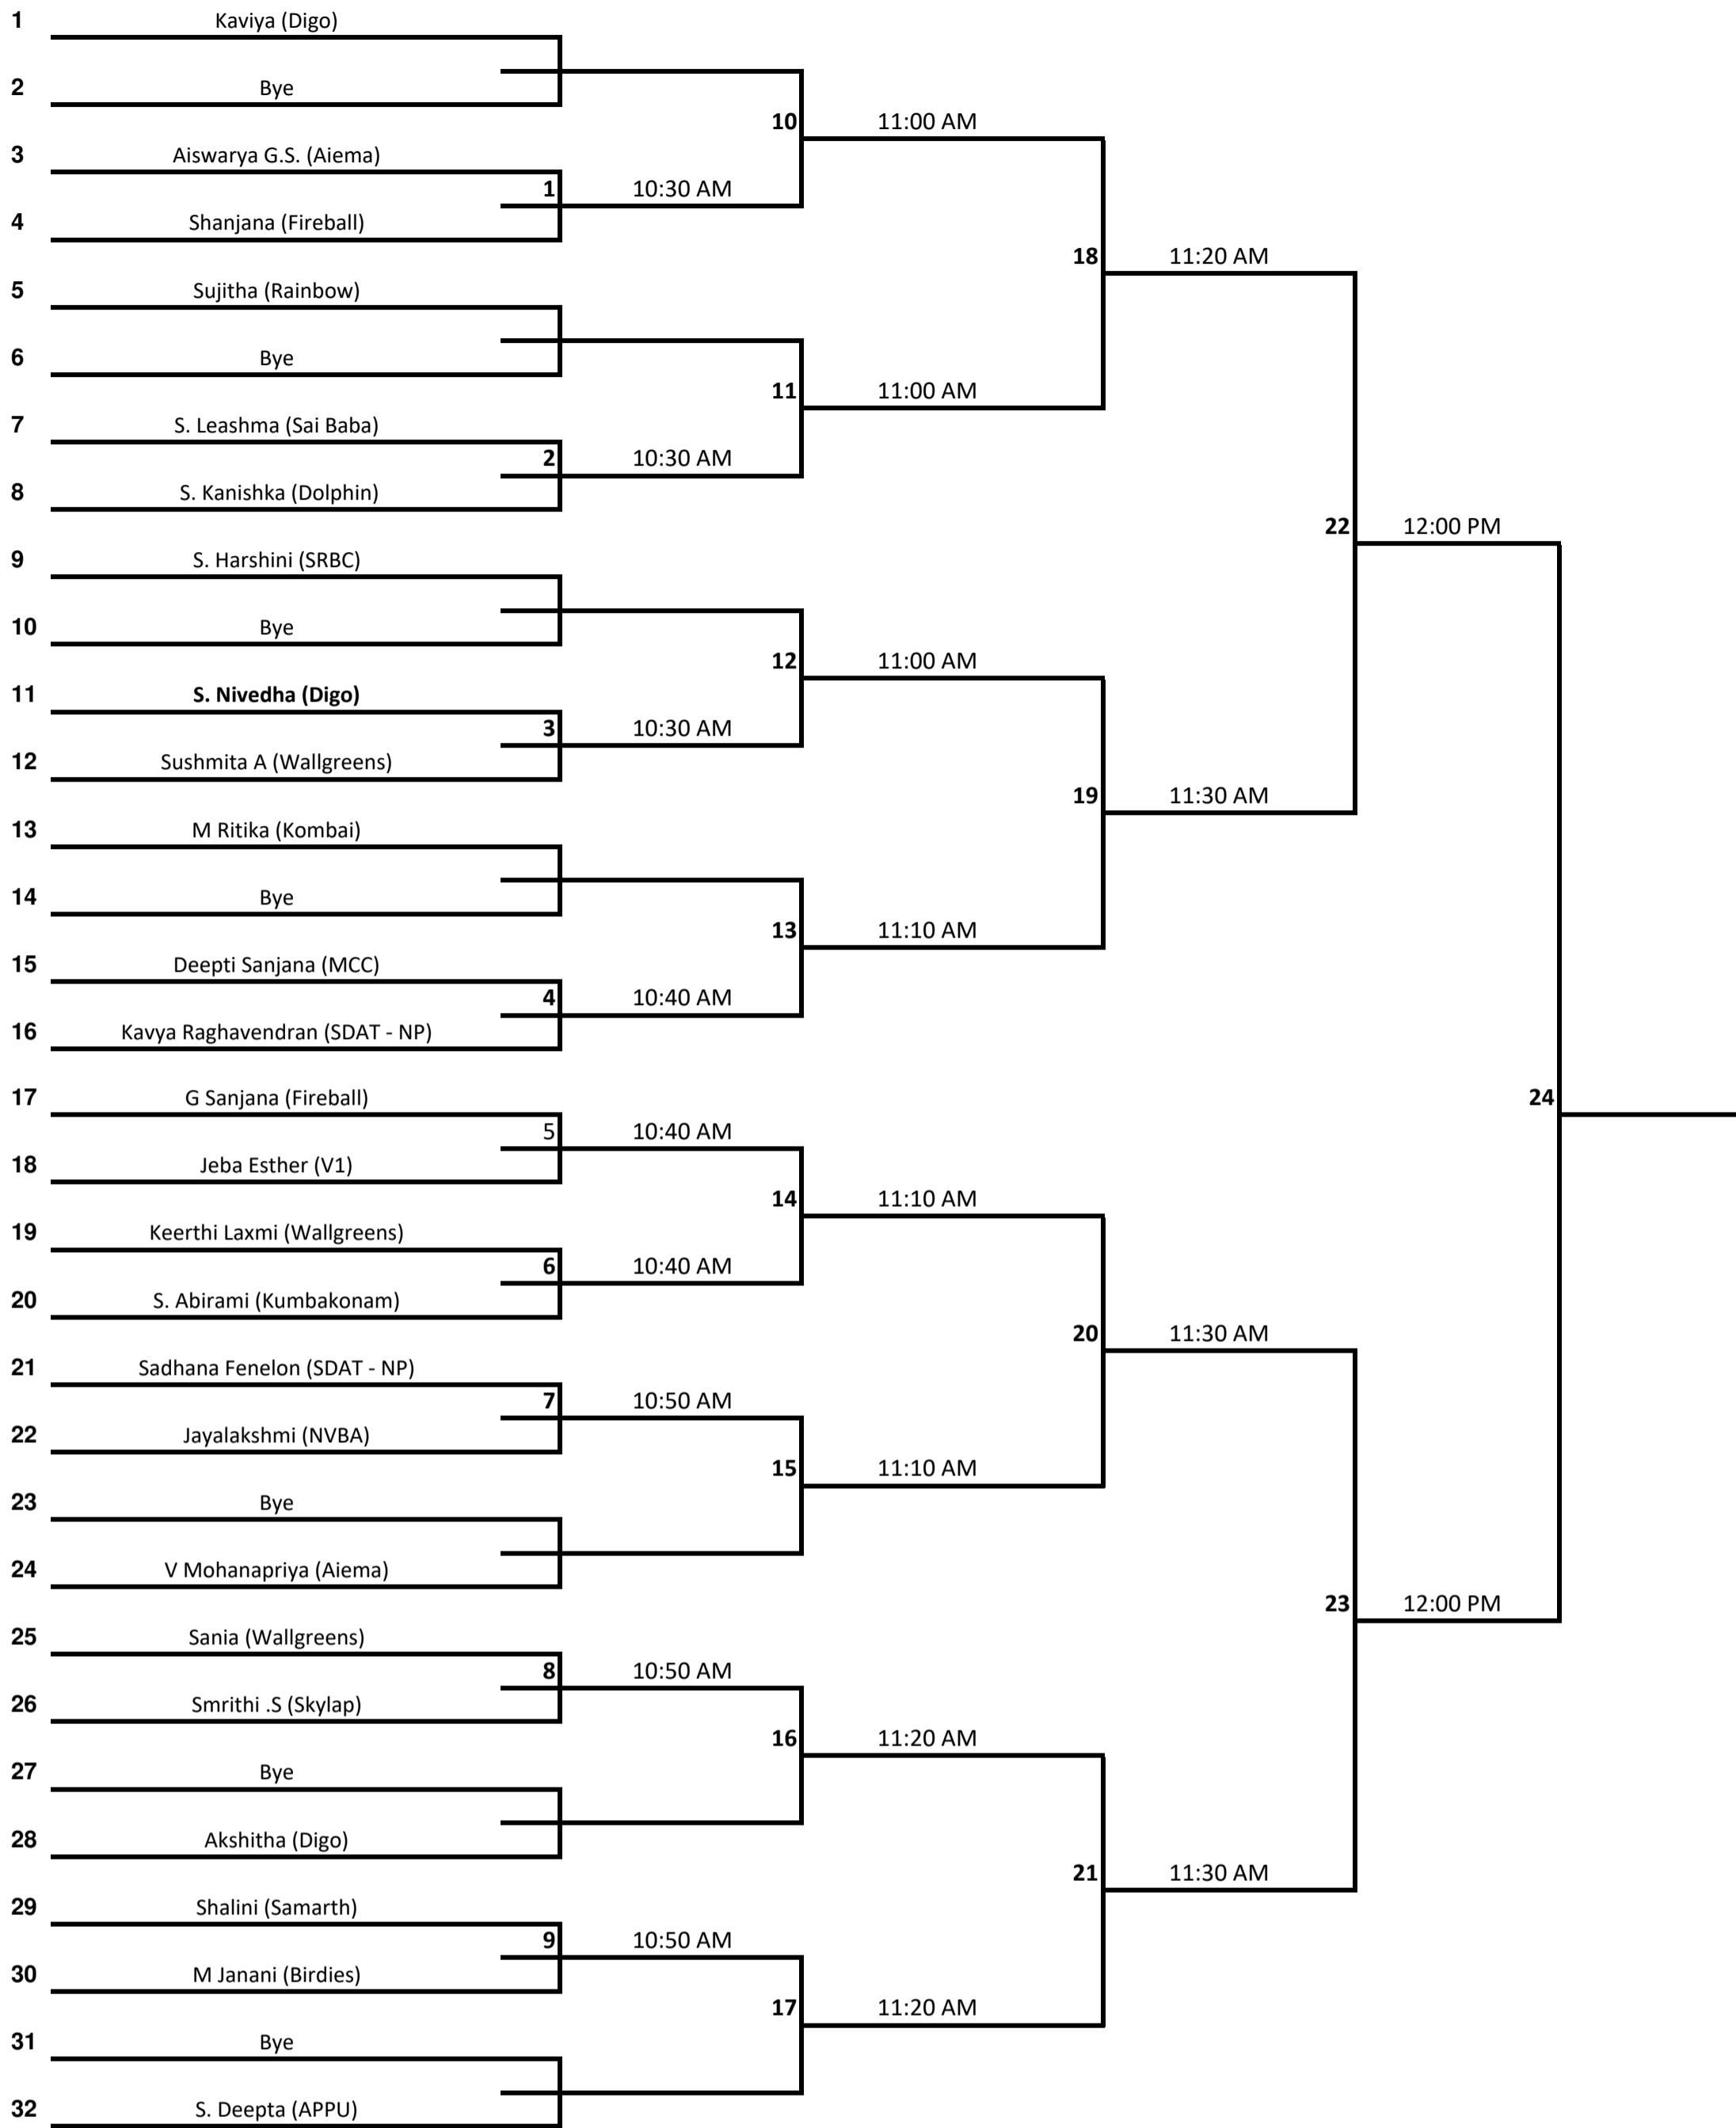 1 Kaviya (Digo)
2 Bye
10 11:00 AM
3 Aiswarya G.S. (Aiema)
1 10:30 AM
4 Shanjana (Fireball)
18 11:20 AM
5 Sujitha (Rainbow)
6 Bye
11 11:00 AM
7 S. Leashma (Sai Baba)
2 10:30 AM
8 S. Kanishka (Dolphin)
22 12:00 PM
9 S. Harshini (SRBC)
10 Bye
12 11:00 AM
11 S. Nivedha (Digo)
3 10:30 AM
12 Sushmita A (Wallgreens)
19 11:30 AM
13 M Ritika (Kombai)
14 Bye
13 11:10 AM
15 Deepti Sanjana (MCC)
4 10:40 AM
16 Kavya Raghavendran (SDAT - NP)
17 G Sanjana (Fireball)
24
5 10:40 AM
18 Jeba Esther (V1)
14 11:10 AM
19 Keerthi Laxmi (Wallgreens)
6 10:40 AM
20 S. Abirami (Kumbakonam)
20 11:30 AM
21 Sadhana Fenelon (SDAT - NP)
7 10:50 AM
22 Jayalakshmi (NVBA)
15 11:10 AM
23 Bye
24 V Mohanapriya (Aiema)
23 12:00 PM
25 Sania (Wallgreens)
8 10:50 AM
26 Smrithi .S (Skylap)
16 11:20 AM
27 Bye
28 Akshitha (Digo)
21 11:30 AM
29 Shalini (Samarth)
9 10:50 AM
30 M Janani (Birdies)
17 11:20 AM
31 Bye
32 S. Deepta (APPU)